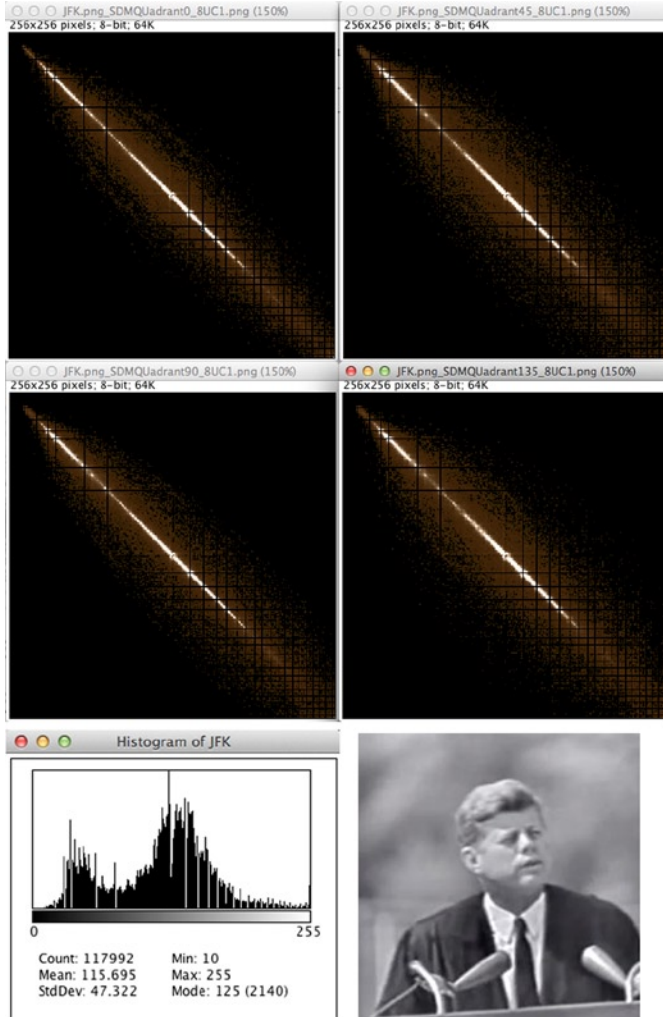 JFK.png_SDMQUadrant0_8UC1.png (150%)
256x256 pixels; 8-bit; 64K
JFK.png_SDMQUadrant45_8UC1.png (150%)
256x256 pixels; 8-bit; 64K
JFK.png_SDMQUadrant90_8UC1.png (150%)
256x256 pixels; 8-bit; 64K
JFK.png_SDMQUadrant135_8UC1.png (150%)
256x256 pixels; 8-bit; 64K
Histogram of JFK
0 255
Count: 117992 Min: 10
Mean: 115.695 Max: 255
StdDev: 47.322 Mode: 125 (2140)